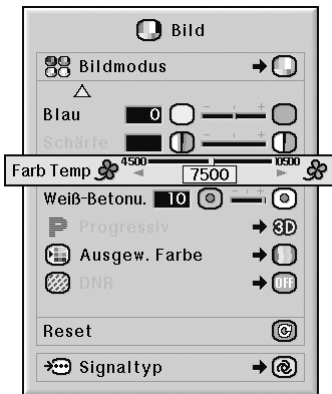 Bild
Bildmodus
Blau 0 - +
Schärfe - +
Farb Temp 4500 7500 10500
Weiß-Betonu. 10 - +
P Progressiv 3D
Ausgew. Farbe
DNR OFF
Reset
Signaltyp